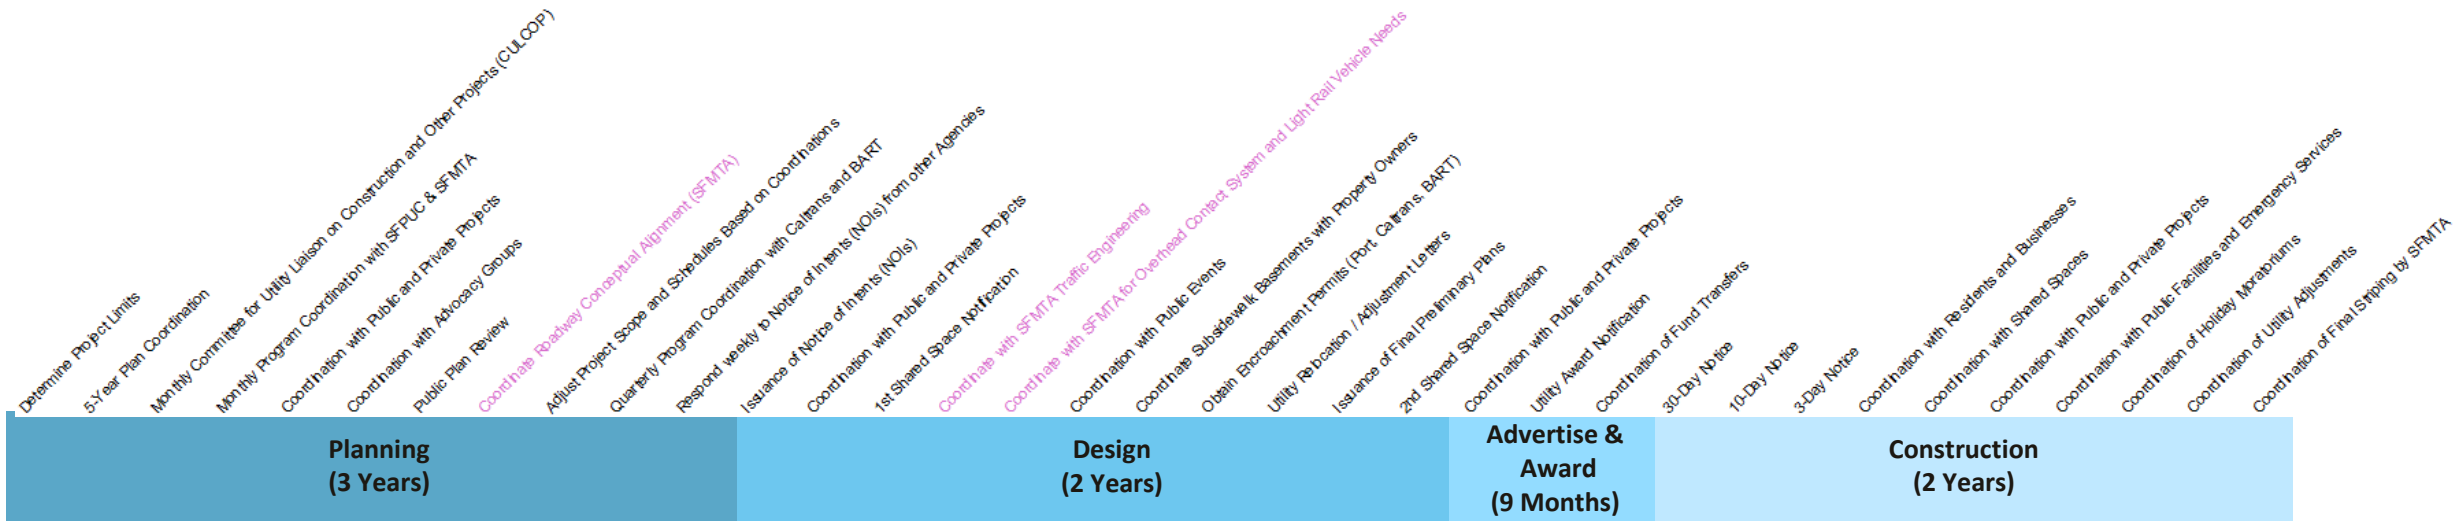 Determine Project Limits
5-Year Plan Coordination
Monthly Committee for Utility Liaison on Construction and Other Projects (CULCOP)
Monthly Program Coordination with SFPUC & SFMTA
Coordination with Public and Private Projects
Coordination with Advocacy Groups
Public Plan Review
Coordinate Roadway Conceptual Alignment (SFMTA)
Adjust Project Scope and Schedules Based on Coordinations
Quarterly Program Coordination with Caltrans and BART
Respond weekly to Notice of Intents (NOIs) from other Agencies
Issuance of Notice of Intents (NOIs)
Coordination with Public and Private Projects
1st Shared Space Notification
Coordinate with SFMTA Traffic Engineering
Coordinate with SFMTA for Overhead Contact System and Light Rail Vehicle Needs
Coordination with Public Events
Coordinate Subsidewalk Basements with Property Owners
Obtain Encroachment Permits (Port, Caltrans, BART)
Utility Relocation / Adjustment Letters
Issuance of Final Preliminary Plans
2nd Shared Space Notification
Coordination with Public and Private Projects
Utility Award Notification
Coordination of Fund Transfers
30-Day Notice
10-Day Notice
3-Day Notice
Coordination with Residents and Businesses
Coordination with Shared Spaces
Coordination with Public and Private Projects
Coordination with Public Facilities and Emergency Services
Coordination of Holiday Moratoriums
Coordination of Utility Adjustments
Coordination of Final Striping by SFMTA
Planning
(3 Years)
Design
(2 Years)
Advertise &
Award
(9 Months)
Construction
(2 Years)